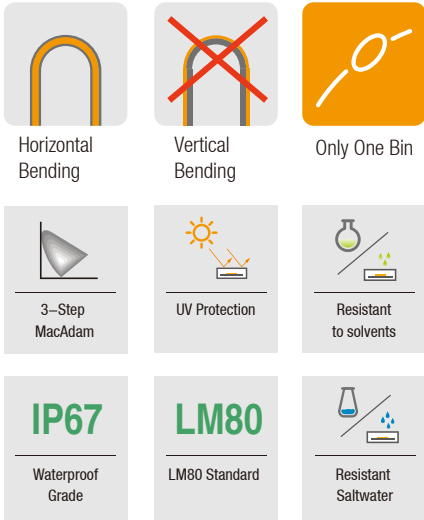 Horizontal
Bending
Vertical
Bending
Only One Bin
3–Step
MacAdam
UV Protection
Resistant
to solvents
IP67
Waterproof
Grade
LM80
LM80 Standard
Resistant
Saltwater